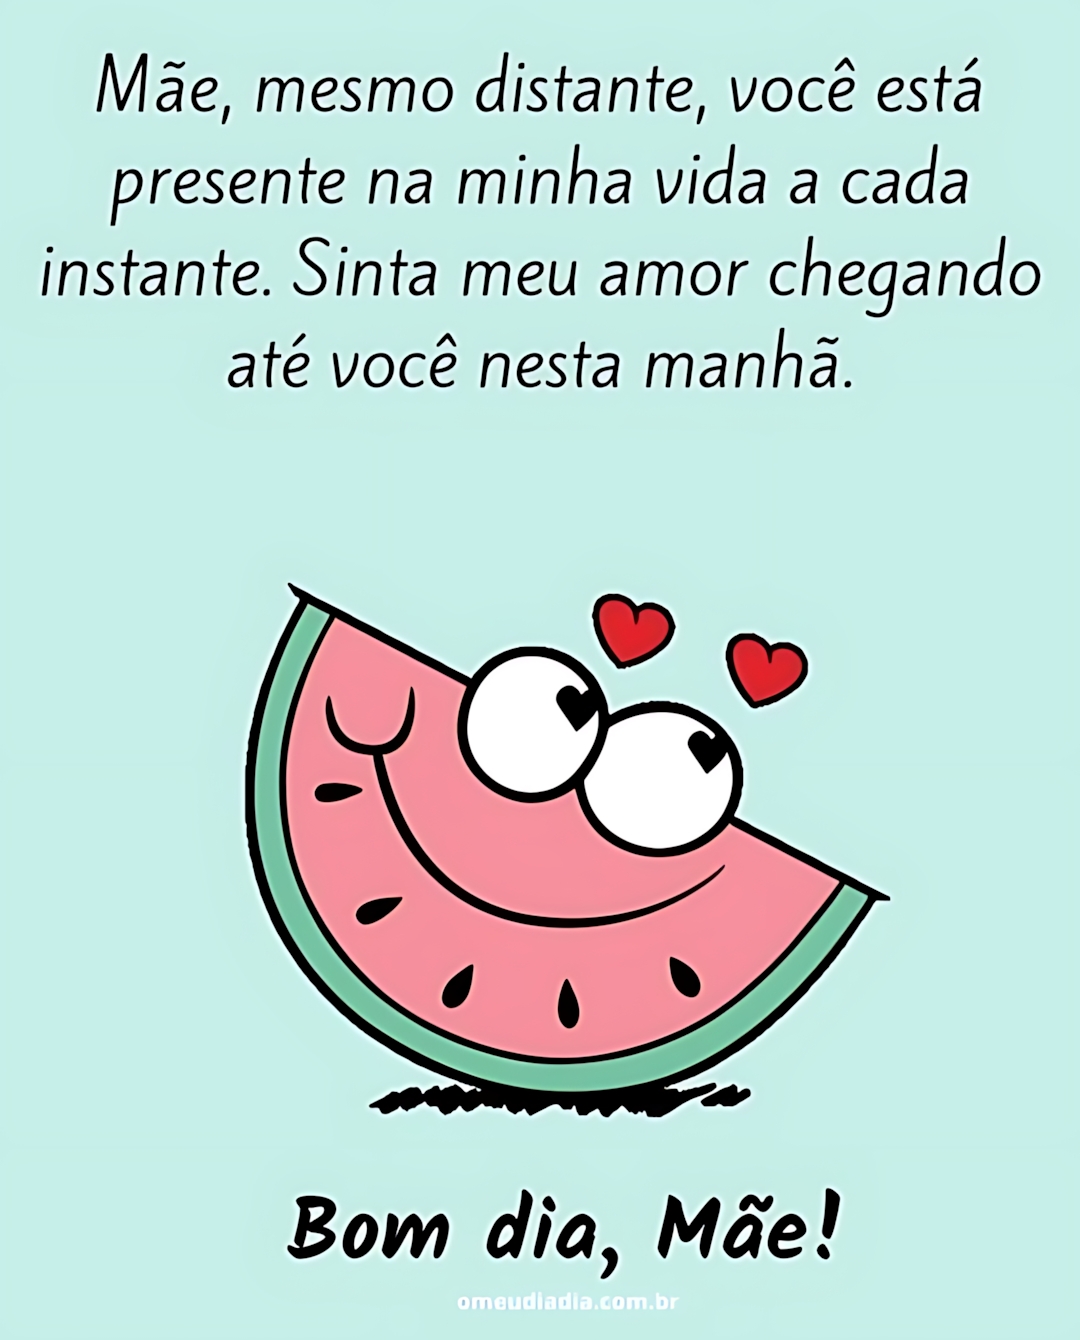 Mãe, mesmo distante, você está
presente na minha vida a cada
instante. Sinta meu amor chegando
até você nesta manhã.
Bom dia, Mãe!
omeudiadia.com.br